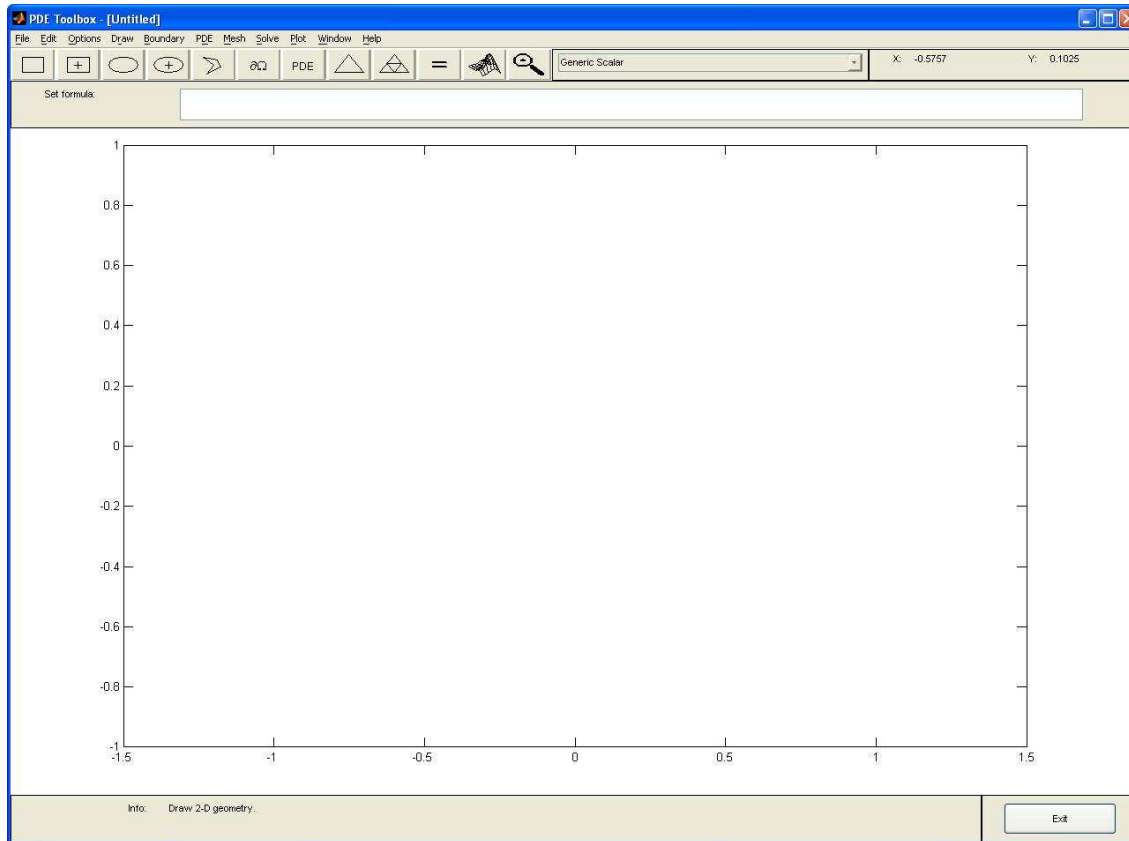 PDE Toolbox - [Untitled]
File Edit Options Draw Boundary PDE Mesh Solve Plot Window Help
∂Ω PDE = Generic Scalar X: -0.5757 Y: 0.1025
Set formula:
1
0.8
0.6
0.4
0.2
0
-0.2
-0.4
-0.6
-0.8
-1
-1.5 -1 -0.5 0 0.5 1 1.5
Info: Draw 2-D geometry.
Exit